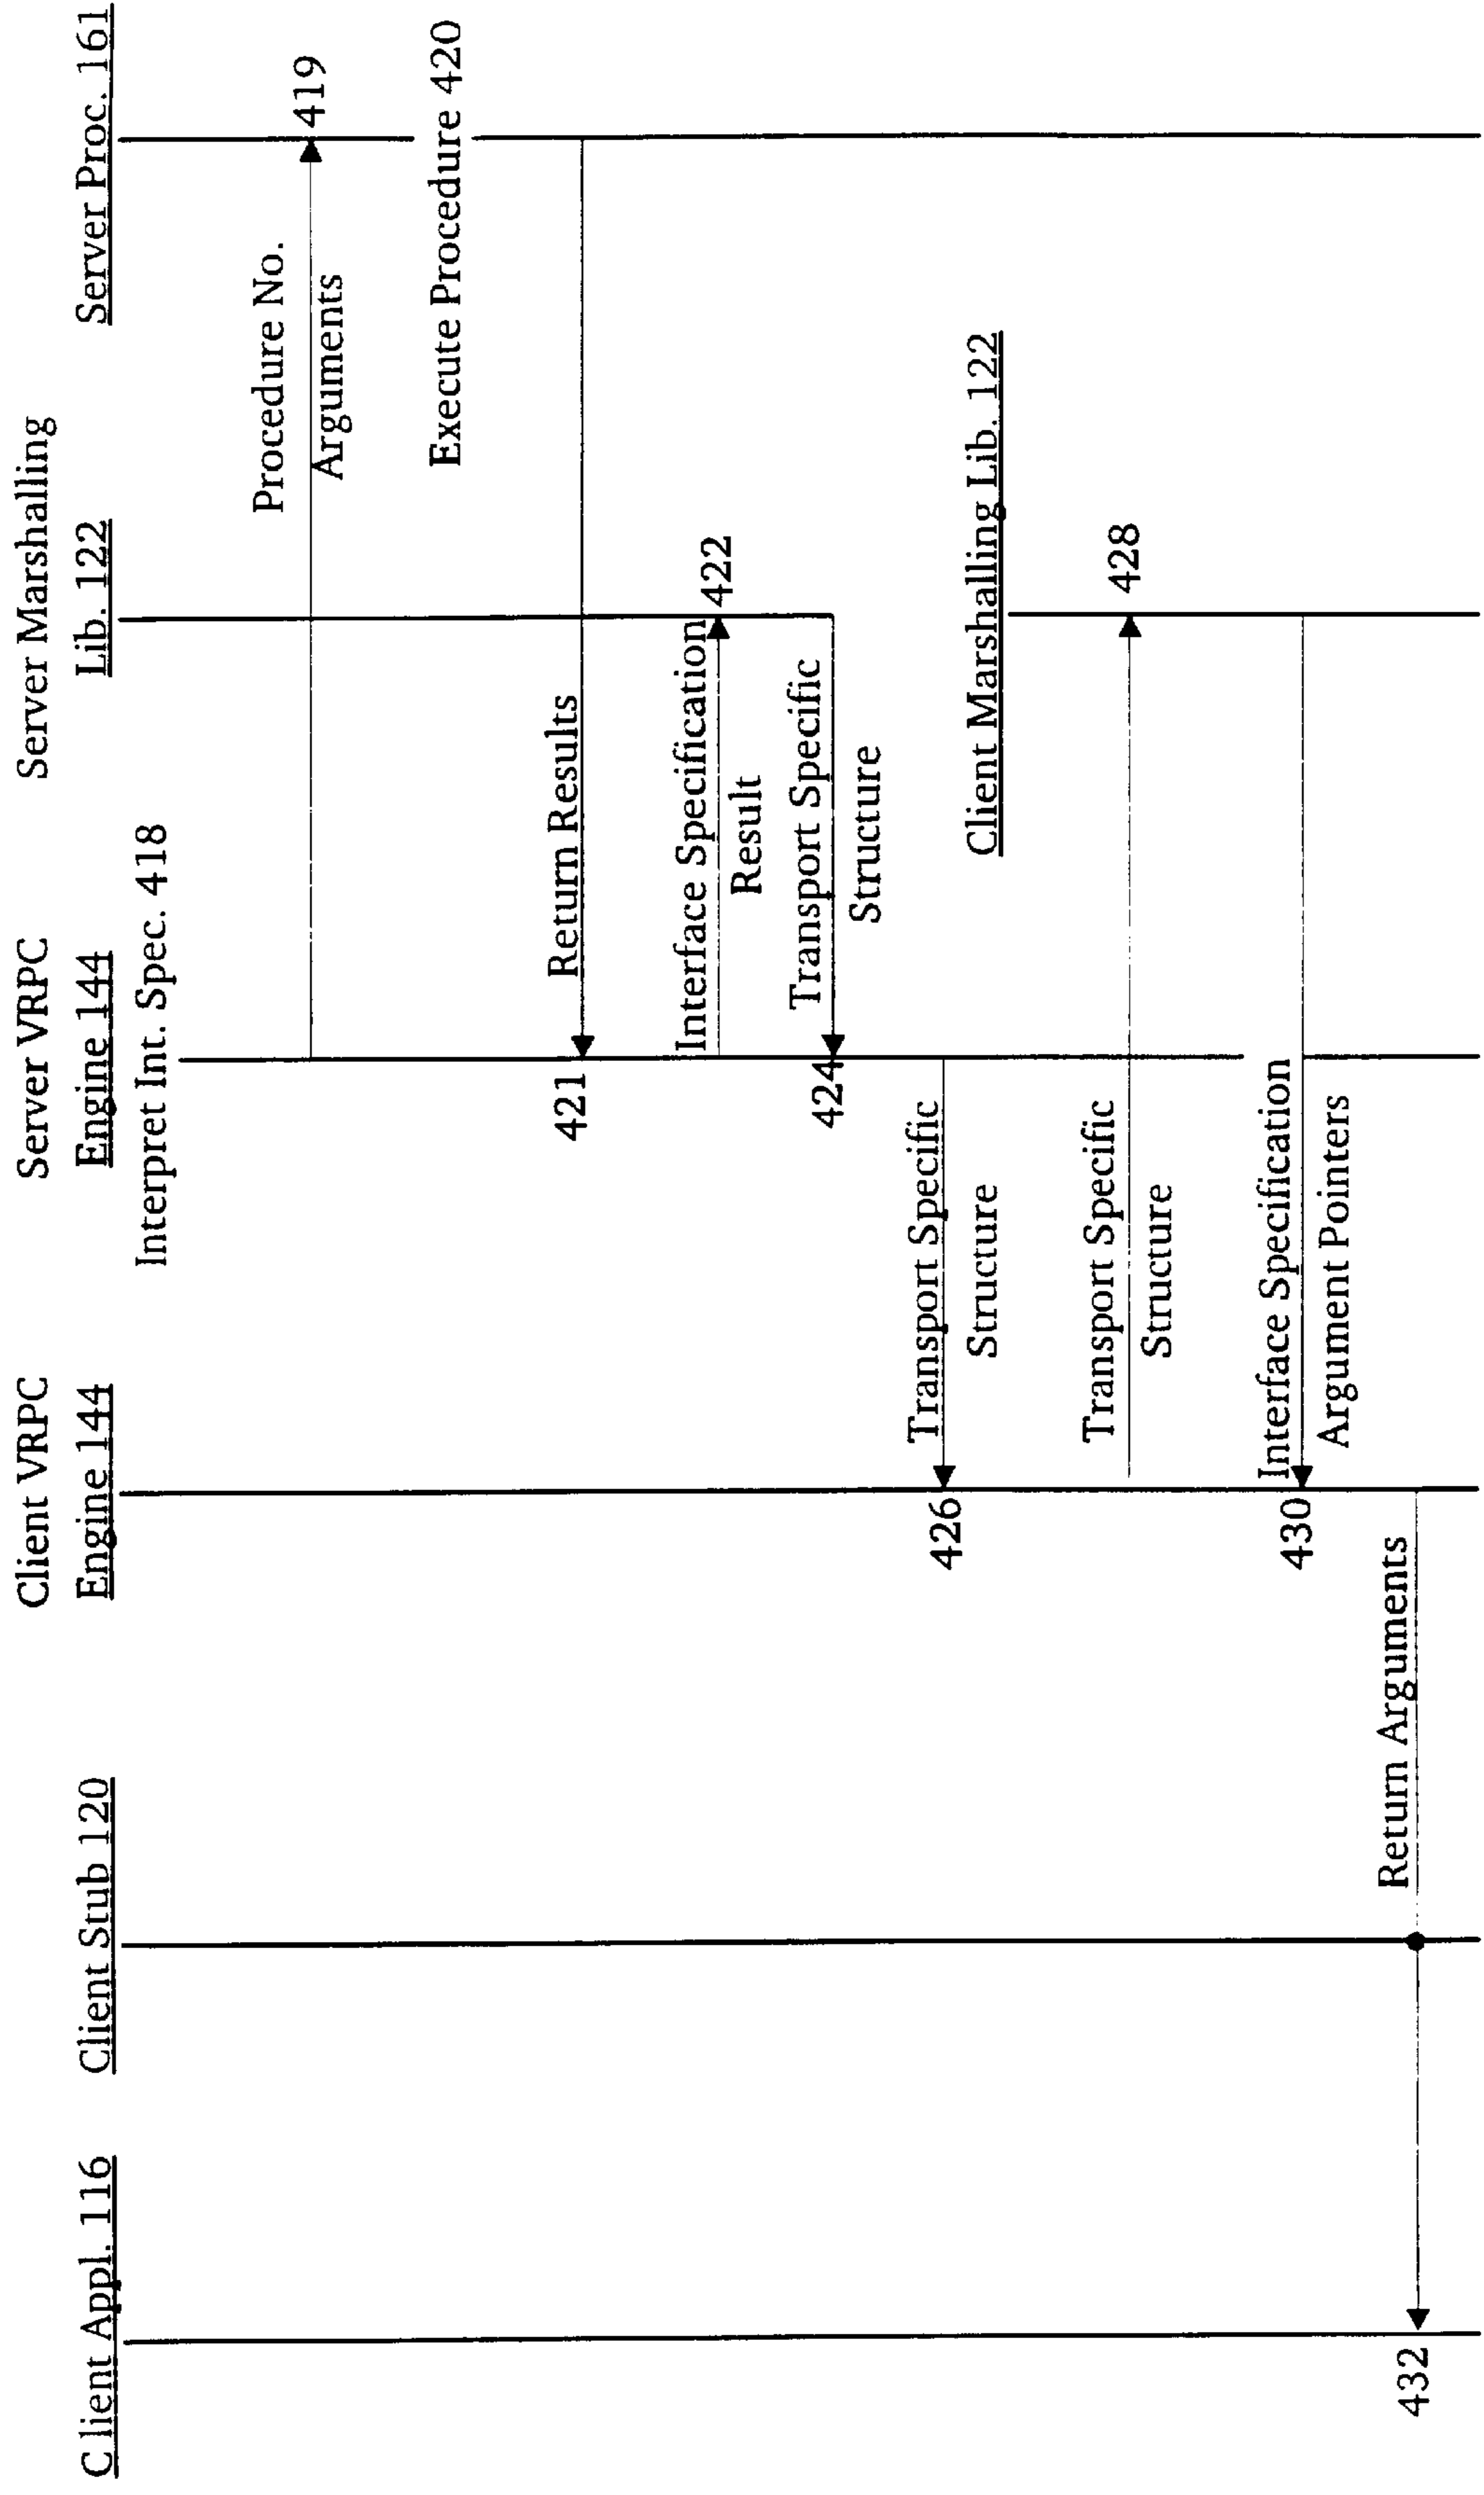 Client Appl. 116
Client Stub 120
Client VRPC
Engine 144
Server VRPC
Engine 144
Server Marshalling
Lib. 122
Server Proc. 161
Interpret Int. Spec. 418
Procedure No.
Arguments
419
Execute Procedure 420
421
Return Results
Interface Specification
Result
422
424
Transport Specific
Structure
426
Transport Specific
Structure
Client Marshalling Lib. 122
Transport Specific
Structure
428
430
Interface Specification
Argument Pointers
432
Return Arguments